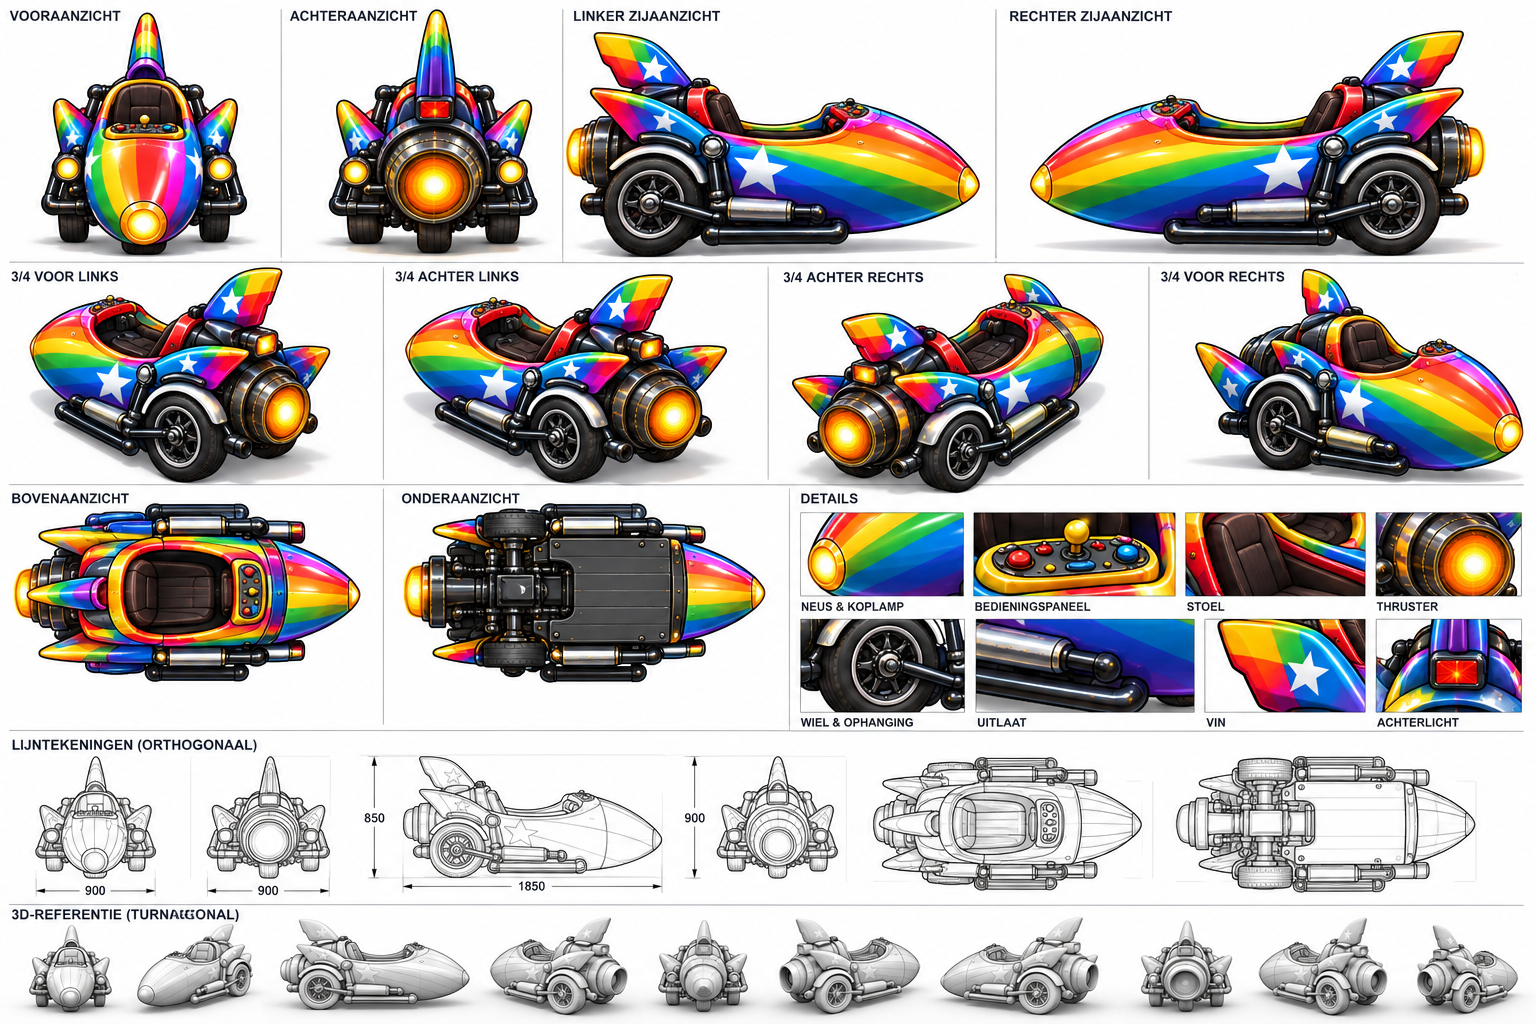 VOORAANZICHT
ACHTERAANZICHT
LINKER ZIJAANZICHT
RECHTER ZIJAANZICHT
3/4 VOOR LINKS
3/4 ACHTER LINKS
3/4 ACHTER RECHTS
3/4 VOOR RECHTS
BOVENAANZICHT
ONDERAANZICHT
DETAILS
NEUS & KOPLAMP
BEDIENINGSPANEEL
STOEL
THRUSTER
WIEL & OPHANGING
UITLAAT
VIN
ACHTERLICHT
LIJNTEKENINGEN (ORTHOGONAAL)
900
900
850
1850
900
3D-REFERENTIE